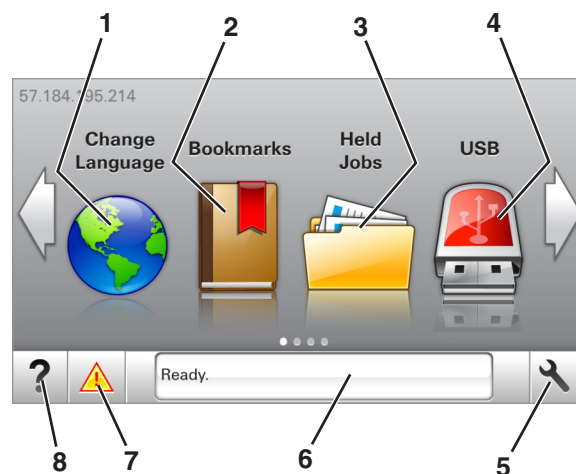 1 2 3 4
57.184.195.214
Change Language
Bookmarks
Held Jobs
USB
?
Ready.
8 7 6 5